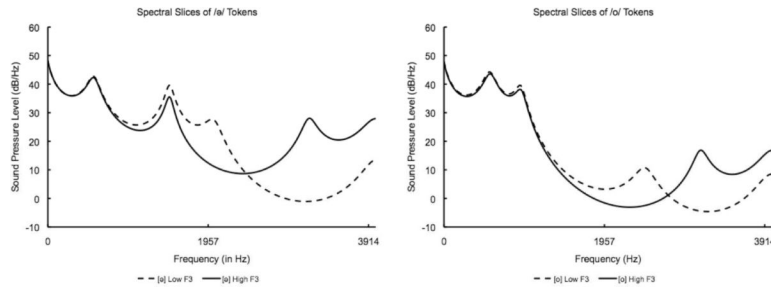 Spectral Slices of /ə/ Tokens
60
50
40
30
20
10
0
-10
Sound Pressure Level (dB/Hz)
0
1957
3914
Frequency (in Hz)
[ə] Low F3
[ə] High F3
Spectral Slices of /o/ Tokens
60
50
40
30
20
10
0
-10
Sound Pressure Level (dB/Hz)
0
1957
3914
Frequency (Hz)
[o] Low F3
[o] High F3